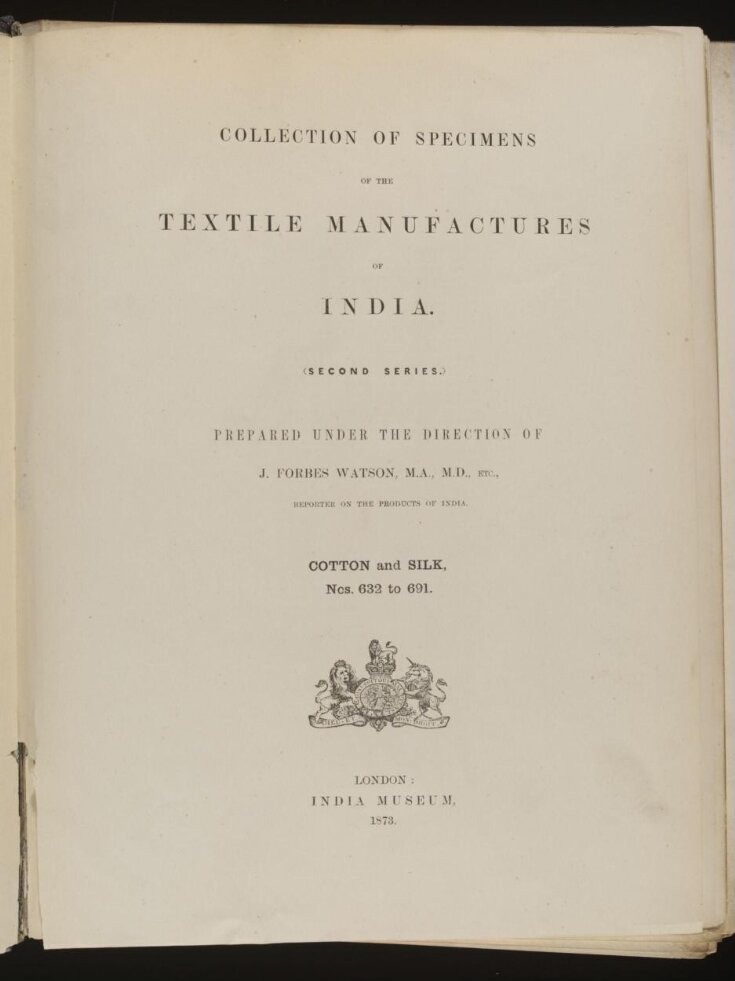 COLLECTION OF SPECIMENS
OF THE
TEXTILE MANUFACTURES
OF
INDIA.
(SECOND SERIES.)
PREPARED UNDER THE DIRECTION OF
J. FORBES WATSON, M.A., M.D., ETC.,
REPORTER ON THE PRODUCTS OF INDIA.
COTTON and SILK,
Nos. 632 to 691.
LONDON:
INDIA MUSEUM,
1873.